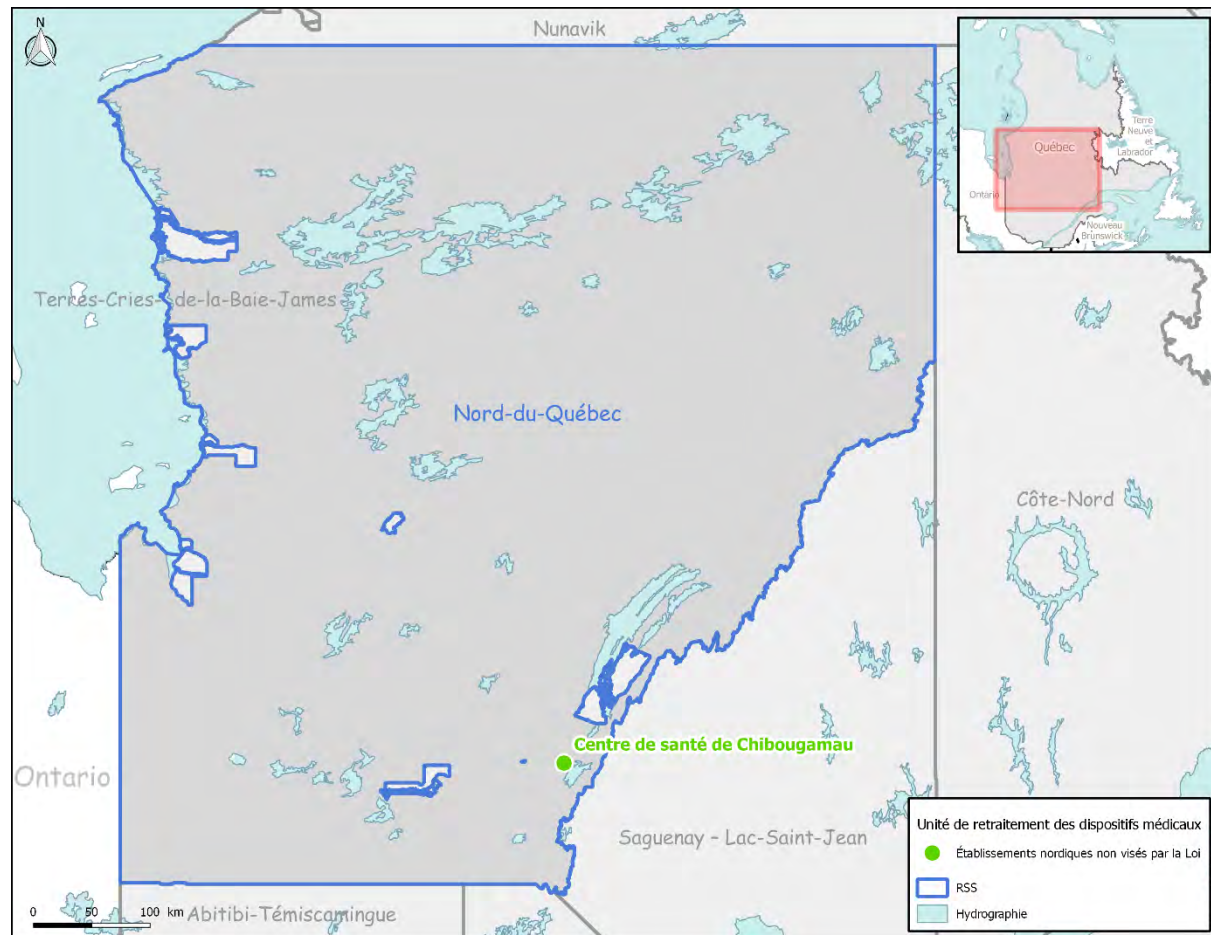 N
Nunavik
Terre
Neuve
et
Labrador
Québec
Ontario
Nouveau
Brunswick
Terres-Cries-de-la-Baie-James
Nord-du-Québec
Côte-Nord
Centre de santé de Chibougamau
Ontario
Saguenay – Lac-Saint-Jean
Abitibi-Témiscamingue
0 50 100 km
Unité de retraitement des dispositifs médicaux
Établissements nordiques non visés par la Loi
RSS
Hydrographie